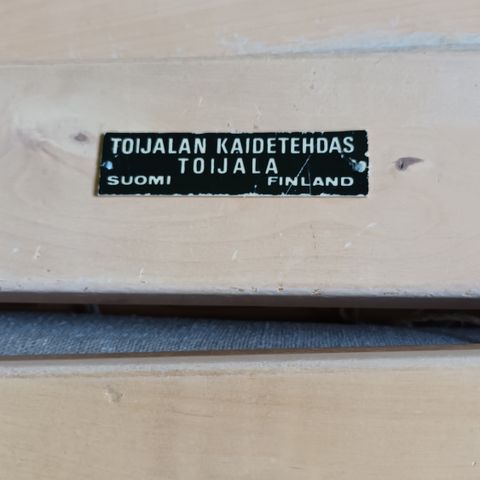 TOIJALAN KAIDETEHDAS
TOIJALA
SUOMI FINLAND